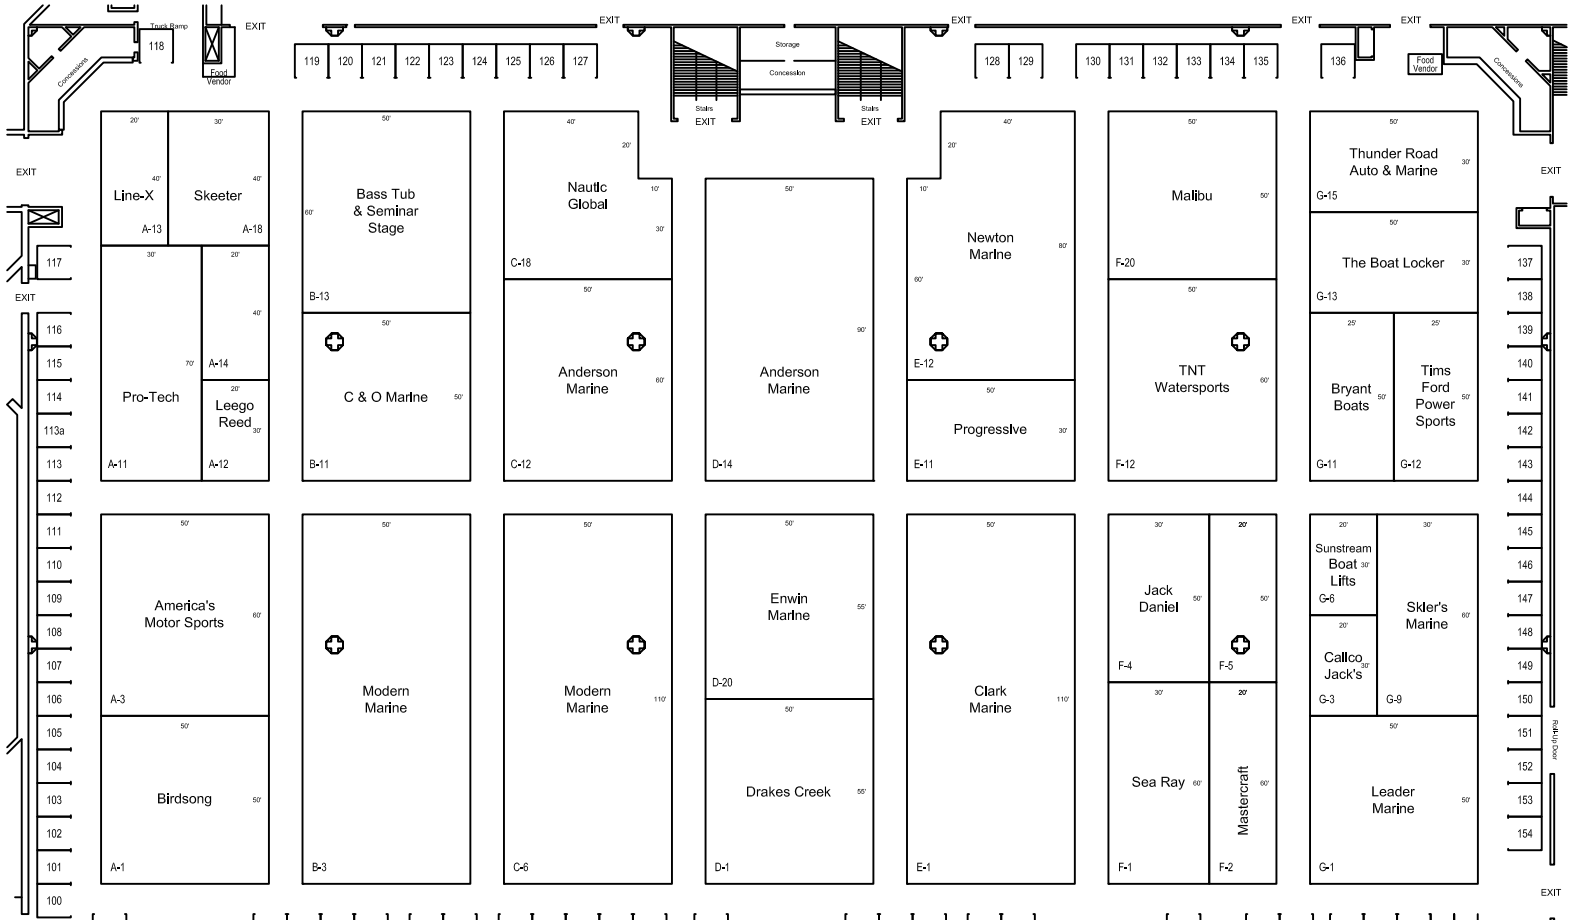 EXIT
EXIT
EXIT
EXIT
EXIT
Truck Ramp
118
Concessions
Food
Vendor
119
120
121
122
123
124
125
126
127
Storage
Concession
Stairs
EXIT
Stairs
EXIT
128
129
130
131
132
133
134
135
136
Food
Vendor
Concessions
EXIT
EXIT
EXIT
117
116
115
114
113a
113
112
111
110
109
108
107
106
105
104
103
102
101
100
20'
40'
Line-X
A-13
30'
40'
Skeeter
A-18
30'
70'
Pro-Tech
A-11
20'
40'
A-14
20'
Leego
Reed
30'
A-12
50'
60'
Bass Tub
& Seminar
Stage
B-13
50'
C & O Marine
50'
B-11
40'
20'
10'
Nautic
Global
30'
C-18
50'
Anderson
Marine
60'
C-12
50'
90'
Anderson
Marine
D-14
40'
20'
10'
Newton
Marine
80'
60'
E-12
50'
Progressive
30'
E-11
50'
Malibu
50'
F-20
50'
TNT
Watersports
60'
F-12
50'
Thunder Road
Auto & Marine
30'
G-15
50'
The Boat Locker
30'
G-13
25'
Bryant
Boats
50'
G-11
25'
Tims
Ford
Power
Sports
50'
G-12
50'
America's
Motor Sports
60'
A-3
50'
Birdsong
50'
A-1
50'
Modern
Marine
B-3
50'
Modern
Marine
110'
C-6
50'
Enwin
Marine
55'
D-20
50'
Drakes Creek
55'
D-1
50'
Clark
Marine
110'
E-1
30'
Jack
Daniel
50'
F-4
20'
50'
F-5
30'
Sea Ray
60'
F-1
20'
Mastercraft
60'
F-2
20'
Sunstream
Boat
Lifts
30'
G-6
20'
Callco
Jack's
30'
G-3
30'
Skier's
Marine
60'
G-9
50'
Leader
Marine
50'
G-1
137
138
139
140
141
142
143
144
145
146
147
148
149
150
151
152
153
154
Roll-Up Door
EXIT